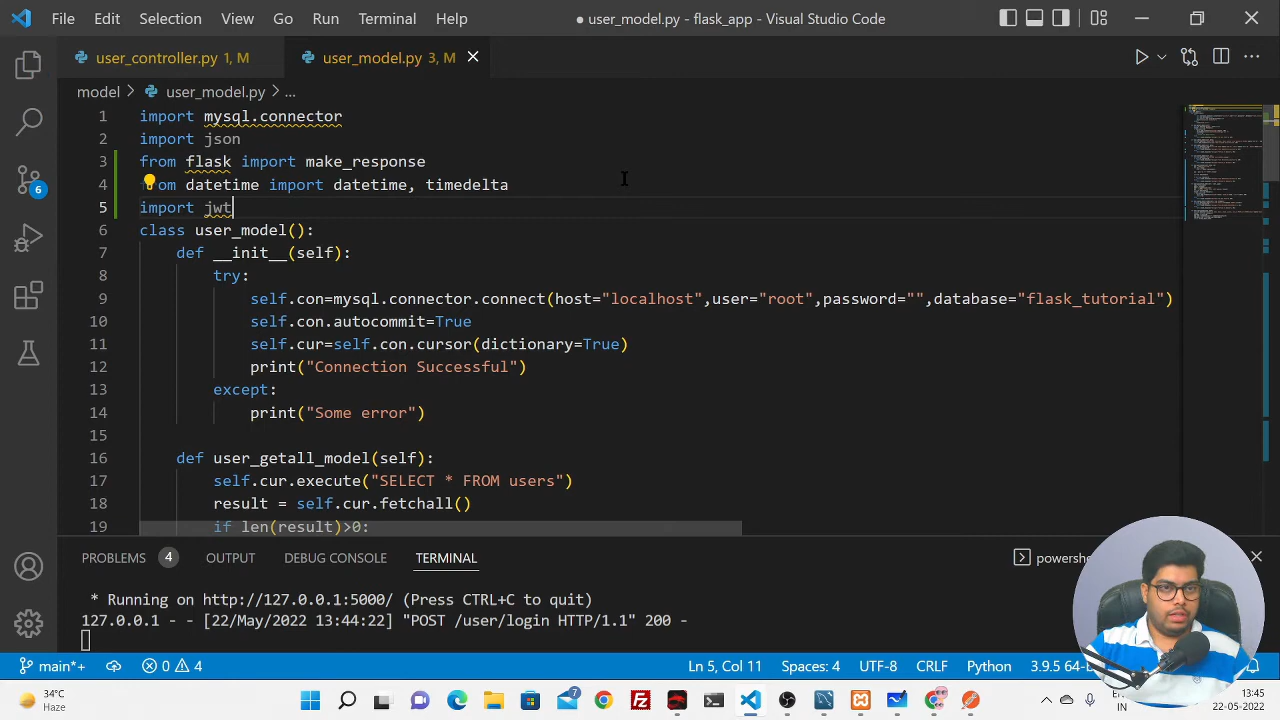 File Edit Selection View Go Run Terminal Help ● user_model.py - flask_app - Visual Studio Code
user_controller.py 1, M user_model.py 3, M
model > user_model.py > ...
1 import mysql.connector
2 import json
3 from flask import make_response
4 from datetime import datetime, timedelta
5 import jwt
6 class user_model():
7 def __init__(self):
8 try:
9 self.con=mysql.connector.connect(host="localhost",user="root",password="",database="flask_tutorial")
10 self.con.autocommit=True
11 self.cur=self.con.cursor(dictionary=True)
12 print("Connection Successful")
13 except:
14 print("Some error")
15
16 def user_getall_model(self):
17 self.cur.execute("SELECT * FROM users")
18 result = self.cur.fetchall()
19 if len(result)>0:
6
PROBLEMS 4 OUTPUT DEBUG CONSOLE TERMINAL
* Running on http://127.0.0.1:5000/ (Press CTRL+C to quit)
127.0.0.1 - - [22/May/2022 13:44:22] "POST /user/login HTTP/1.1" 200 -
main*+ 0 4 Ln 5, Col 11 Spaces: 4 UTF-8 CRLF Python 3.9.5 64-
34°C
Haze
7
IN
13:45
22-05-2022